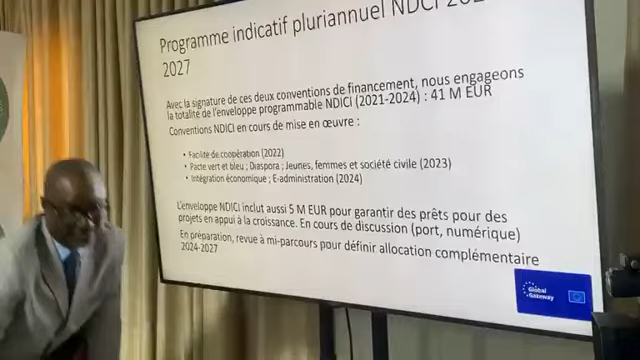 Programme indicatif pluriannuel NDCI
2027
Avec la signature de ces deux conventions de financement, nous engageons
la totalité de l'enveloppe programmable NDICI (2021-2024) : 41 M EUR
Conventions NDICI en cours de mise en œuvre :
• Facilité de coopération (2022)
• Pacte vert et bleu ; Diaspora ; Jeunes, femmes et société civile (2023)
• Intégration économique ; E-administration (2024)
L'enveloppe NDICI inclut aussi 5 M EUR pour garantir des prêts pour des
projets en appui à la croissance. En cours de discussion (port, numérique)
En préparation, revue à mi-parcours pour définir allocation complémentaire
2024-2027
Global
Gateway